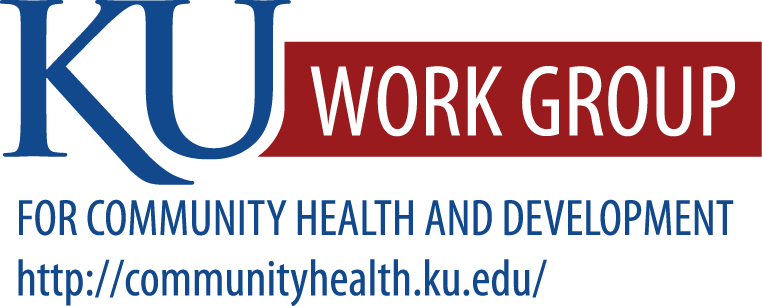 KU WORK GROUP
FOR COMMUNITY HEALTH AND DEVELOPMENT
http://communityhealth.ku.edu/